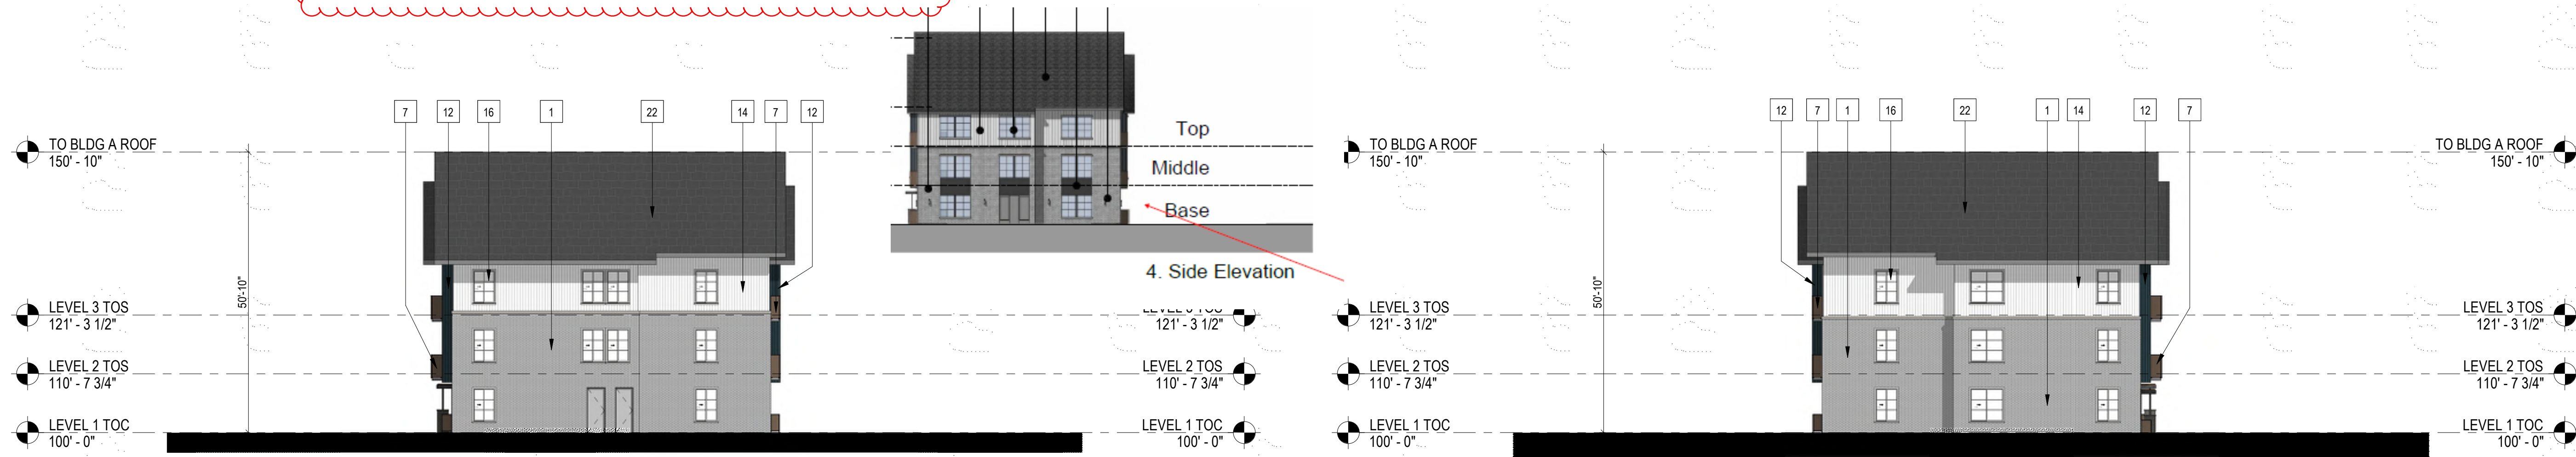 7
12
16
1
22
14
7
12
TO BLDG A ROOF
150' - 10"
50'-10"
LEVEL 3 TOS
121' - 3 1/2"
LEVEL 2 TOS
110' - 7 3/4"
LEVEL 1 TOC
100' - 0"
Top
Middle
Base
4. Side Elevation
LEVEL 3 TOS
121' - 3 1/2"
LEVEL 2 TOS
110' - 7 3/4"
LEVEL 1 TOC
100' - 0"
12
7
1
16
22
1
14
12
7
TO BLDG A ROOF
150' - 10"
LEVEL 3 TOS
121' - 3 1/2"
LEVEL 2 TOS
110' - 7 3/4"
LEVEL 1 TOC
100' - 0"
50'-10"
TO BLDG A ROOF
150' - 10"
LEVEL 3 TOS
121' - 3 1/2"
LEVEL 2 TOS
110' - 7 3/4"
LEVEL 1 TOC
100' - 0"